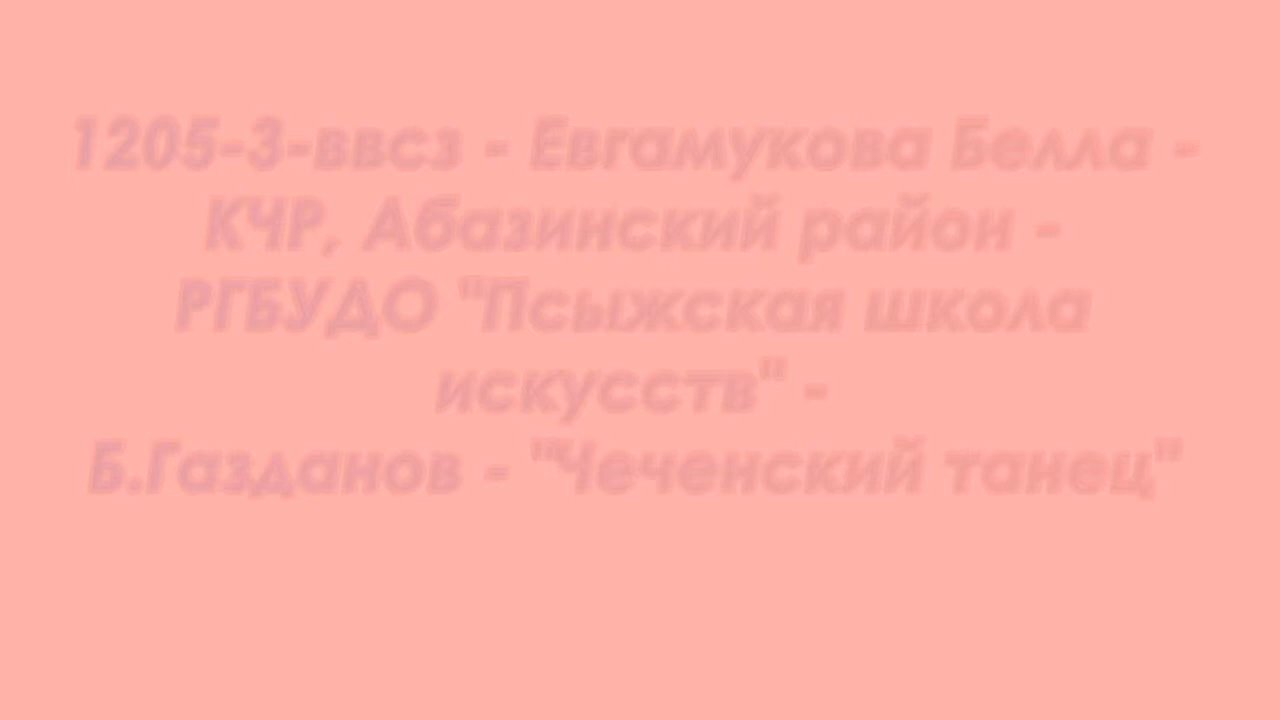 1205-3-ввсз - Евгамукова Белла -
КЧР, Абазинский район -
РГБУДО "Псыжская школа
искусств" -
Б.Газданов - "Чеченский танец"